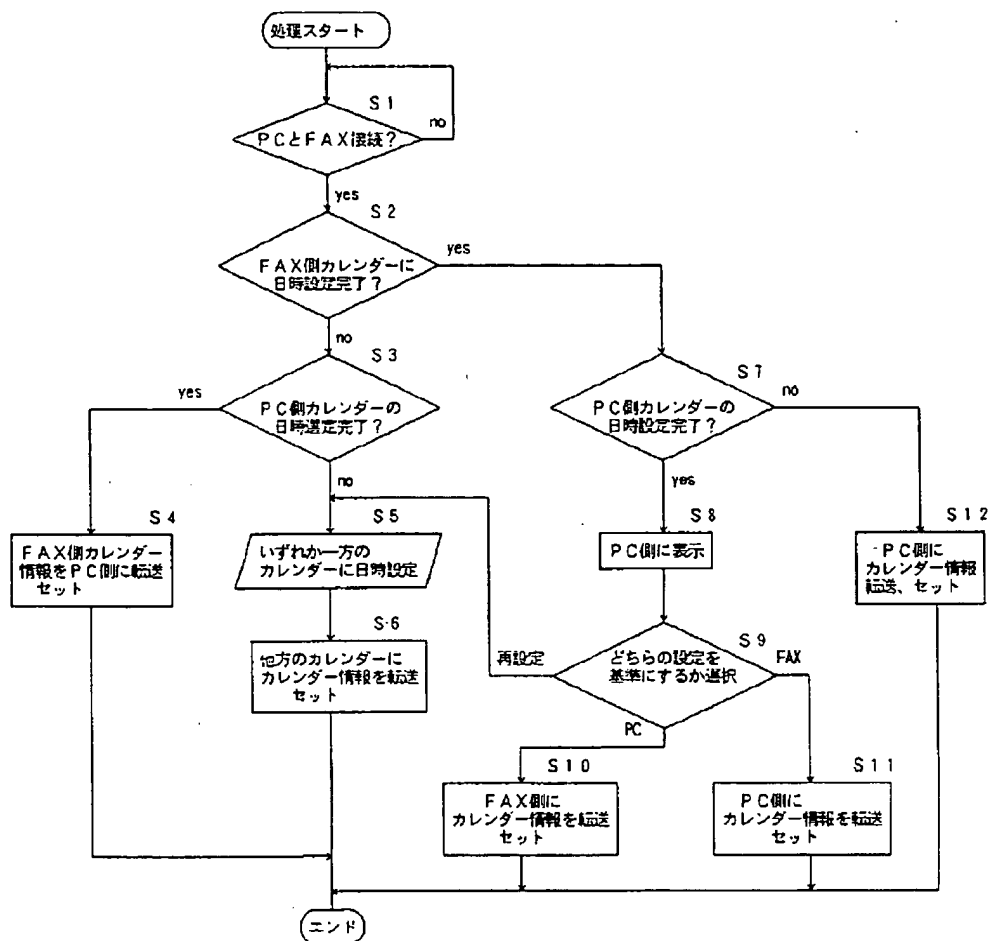 処理スタート
S1
no
PCとFAX接続?
yes
S2
yes
FAX側カレンダーに
日時設定完了?
no
S3
S7
yes
no
PC側カレンダーの
日時選定完了?
PC側カレンダーの
日時設定完了?
no
yes
S4
S5
S8
S12
FAX側カレンダー
情報をPC側に転送
セット
いずれか一方の
カレンダーに日時設定
PC側に表示
PC側に
カレンダー情報
転送、セット
S6
S9
他方のカレンダーに
カレンダー情報を転送
セット
再設定
どちらの設定を
基準にするか選択
FAX
PC
S10
S11
FAX側に
カレンダー情報を転送
セット
PC側に
カレンダー情報を転送
セット
エンド